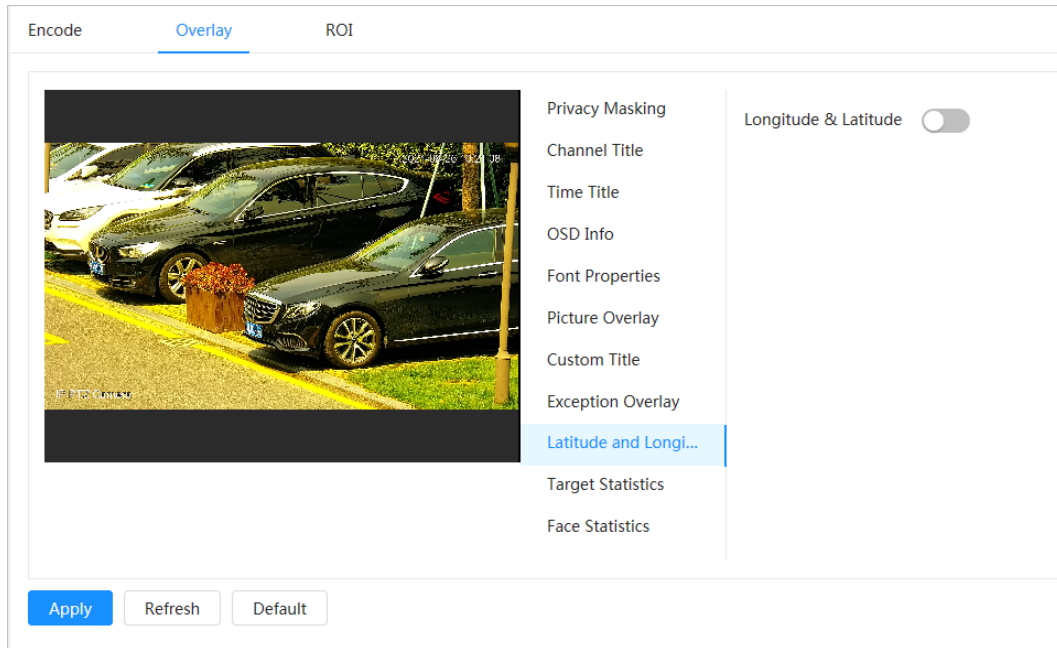 Encode
Overlay
ROI
Privacy Masking
Channel Title
Time Title
OSD Info
Font Properties
Picture Overlay
Custom Title
Exception Overlay
Latitude and Longi...
Target Statistics
Face Statistics
Longitude & Latitude
Apply
Refresh
Default